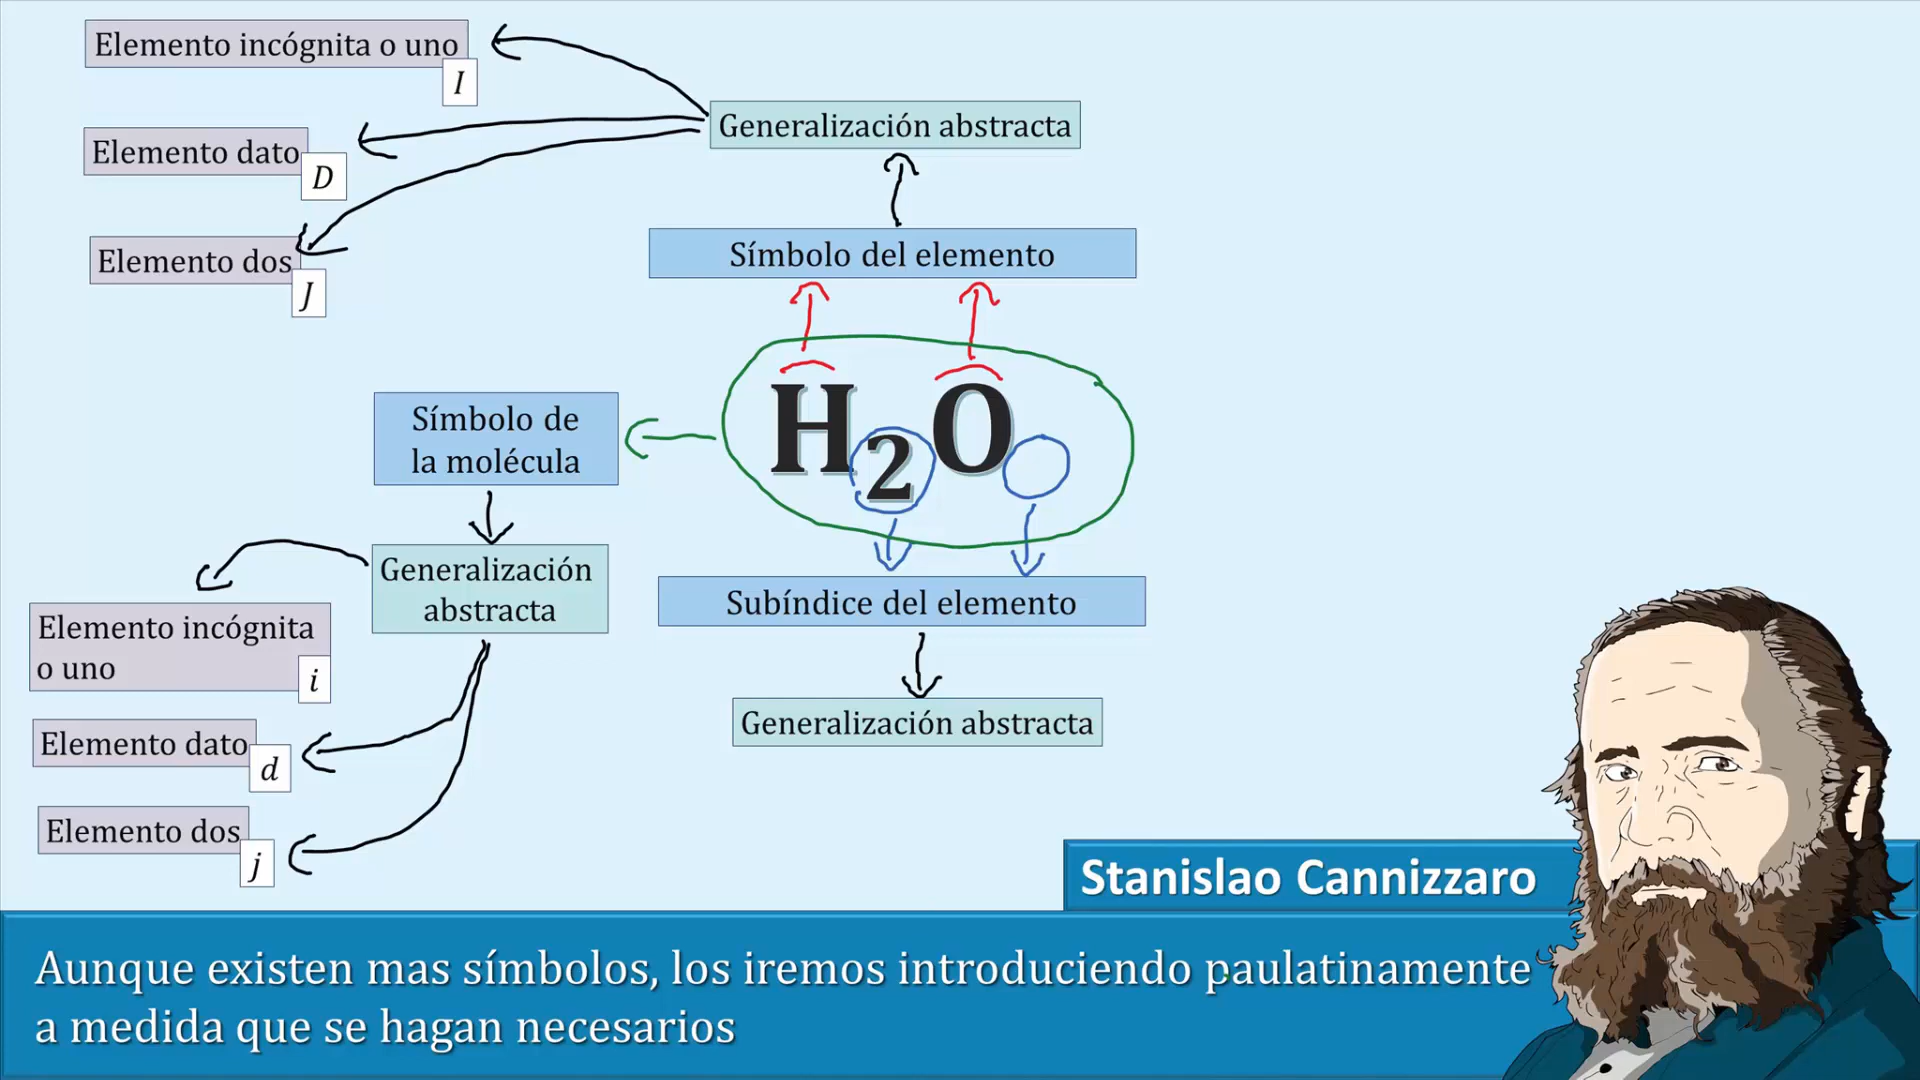 Elemento incógnita o uno
I
Generalización abstracta
Elemento dato
D
Símbolo del elemento
Elemento dos
J
H₂O
Símbolo de
la molécula
Generalización
abstracta
Subíndice del elemento
Elemento incógnita
o uno
i
Generalización abstracta
Elemento dato
d
Elemento dos
j
Stanislao Cannizzaro
Aunque existen mas símbolos, los iremos introduciendo paulatinamente
a medida que se hagan necesarios